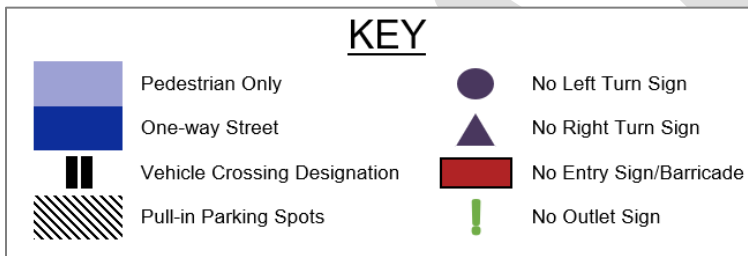 KEY
Pedestrian Only
No Left Turn Sign
One-way Street
No Right Turn Sign
Vehicle Crossing Designation
No Entry Sign/Barricade
Pull-in Parking Spots
No Outlet Sign